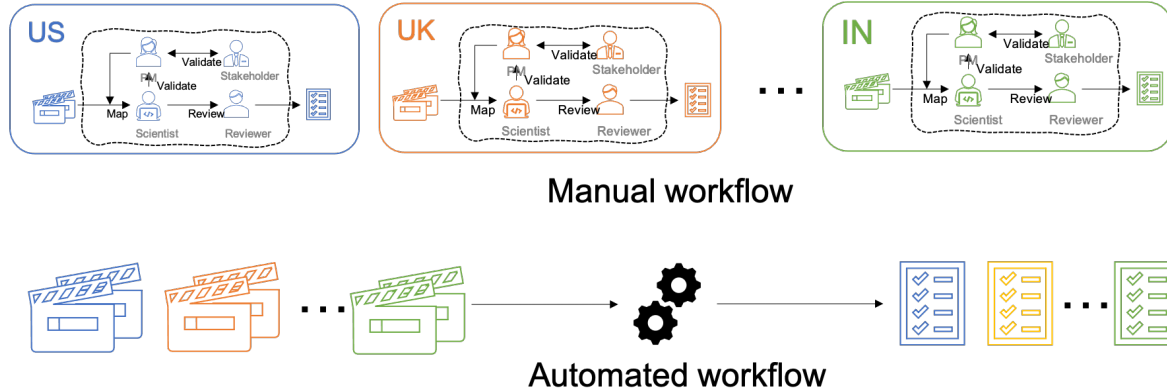 US
Validate
PM
Stakeholder
Validate
Map
Review
Scientist
Reviewer
UK
Validate
PM
Stakeholder
Validate
Map
Review
Scientist
Reviewer
...
IN
Validate
PM
Stakeholder
Validate
Map
Review
Scientist
Reviewer
Manual workflow
...
...
Automated workflow